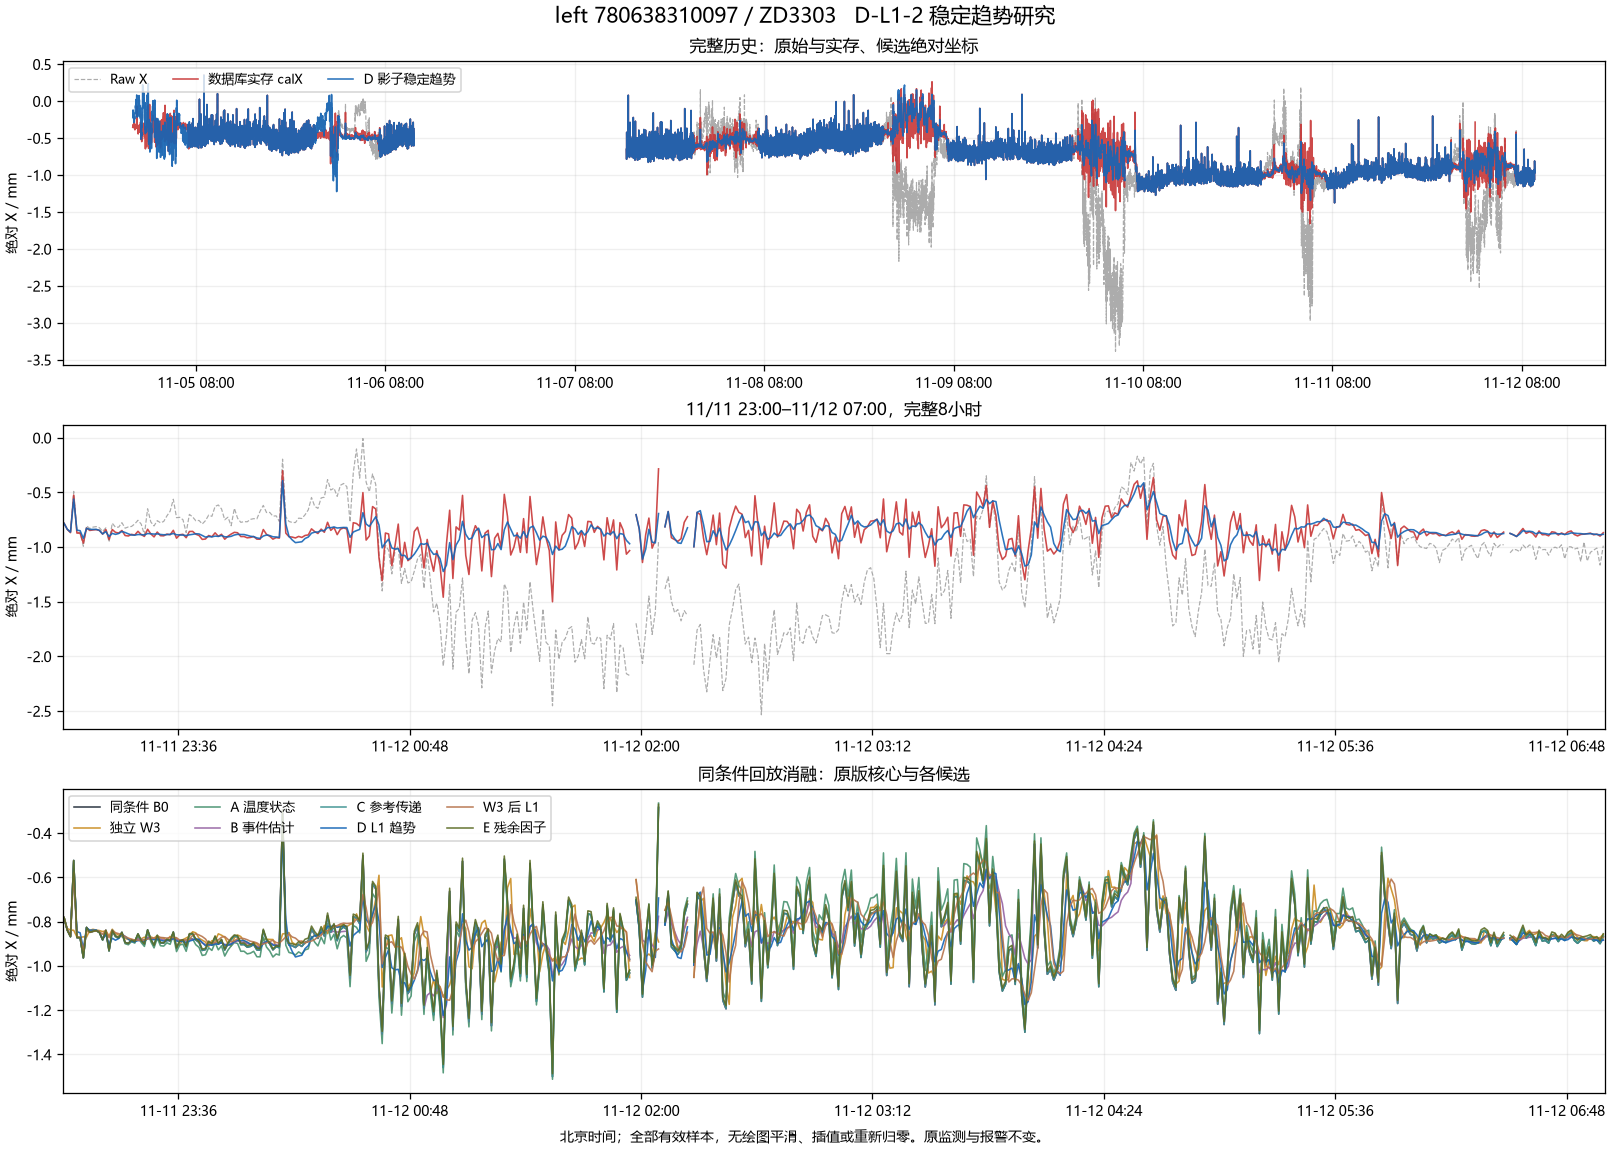 left 780638310097 / ZD3303   D-L1-2 稳定趋势研究
完整历史：原始与实存、候选绝对坐标
Raw X
数据库实存 calX
D 影子稳定趋势
绝对 X / mm
0.5
0.0
-0.5
-1.0
-1.5
-2.0
-2.5
-3.0
-3.5
11-05 08:00
11-06 08:00
11-07 08:00
11-08 08:00
11-09 08:00
11-10 08:00
11-11 08:00
11-12 08:00
11/11 23:00–11/12 07:00，完整8小时
绝对 X / mm
0.0
-0.5
-1.0
-1.5
-2.0
-2.5
11-11 23:36
11-12 00:48
11-12 02:00
11-12 03:12
11-12 04:24
11-12 05:36
11-12 06:48
同条件回放消融：原版核心与各候选
同条件 B0
A 温度状态
C 参考传递
W3 后 L1
独立 W3
B 事件估计
D L1 趋势
E 残余因子
绝对 X / mm
-0.4
-0.6
-0.8
-1.0
-1.2
-1.4
11-11 23:36
11-12 00:48
11-12 02:00
11-12 03:12
11-12 04:24
11-12 05:36
11-12 06:48
北京时间；全部有效样本，无绘图平滑、插值或重新归零。原监测与报警不变。